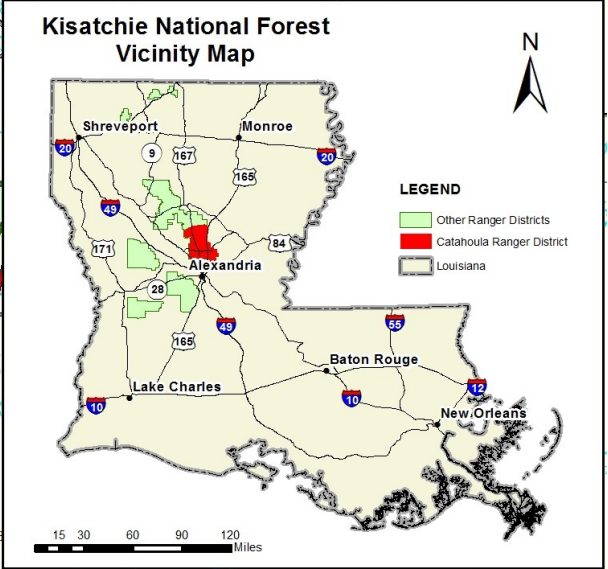 Kisatchie National Forest
Vicinity Map
N
Shreveport
Monroe
20
9
167
20
165
49
LEGEND
Other Ranger Districts
Catahoula Ranger District
Louisiana
171
84
Alexandria
28
49
55
165
Baton Rouge
Lake Charles
12
10
10
New Orleans
15 30 60 90 120
Miles